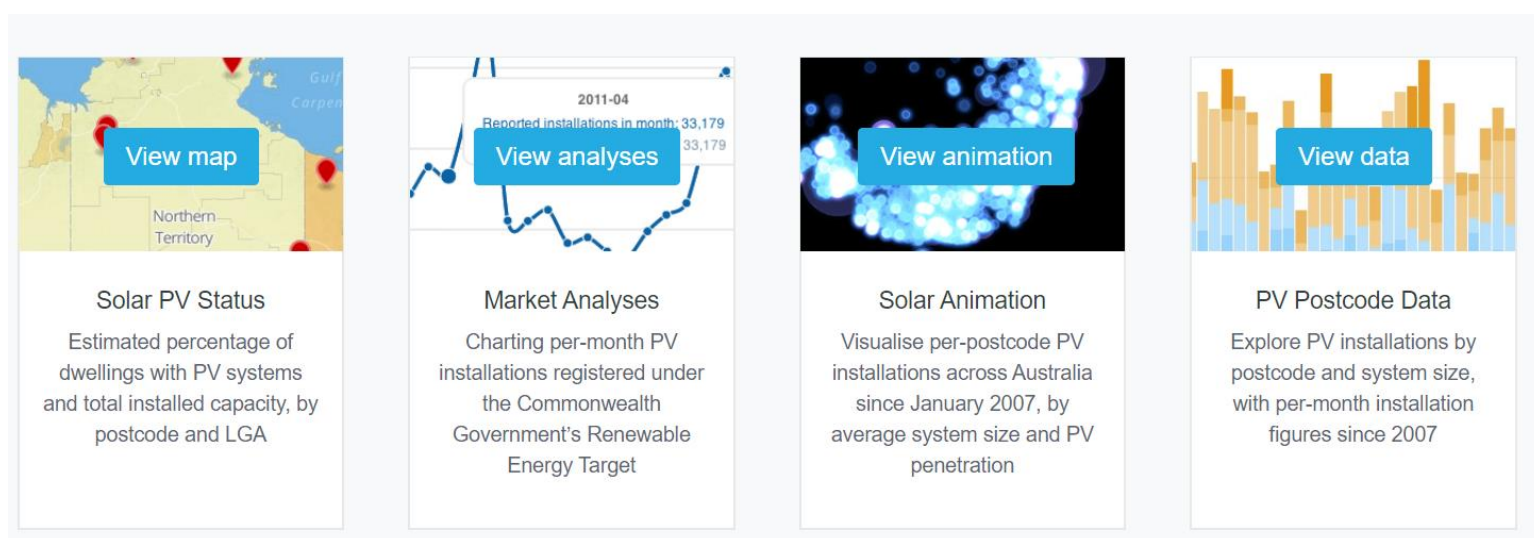 Gulf
Carpen
View map
Northern
Territory
Solar PV Status
Estimated percentage of
dwellings with PV systems
and total installed capacity, by
postcode and LGA
2011-04
Reported installations in month: 33,179
33,179
View analyses
Market Analyses
Charting per-month PV
installations registered under
the Commonwealth
Government's Renewable
Energy Target
View animation
Solar Animation
Visualise per-postcode PV
installations across Australia
since January 2007, by
average system size and PV
penetration
View data
PV Postcode Data
Explore PV installations by
postcode and system size,
with per-month installation
figures since 2007